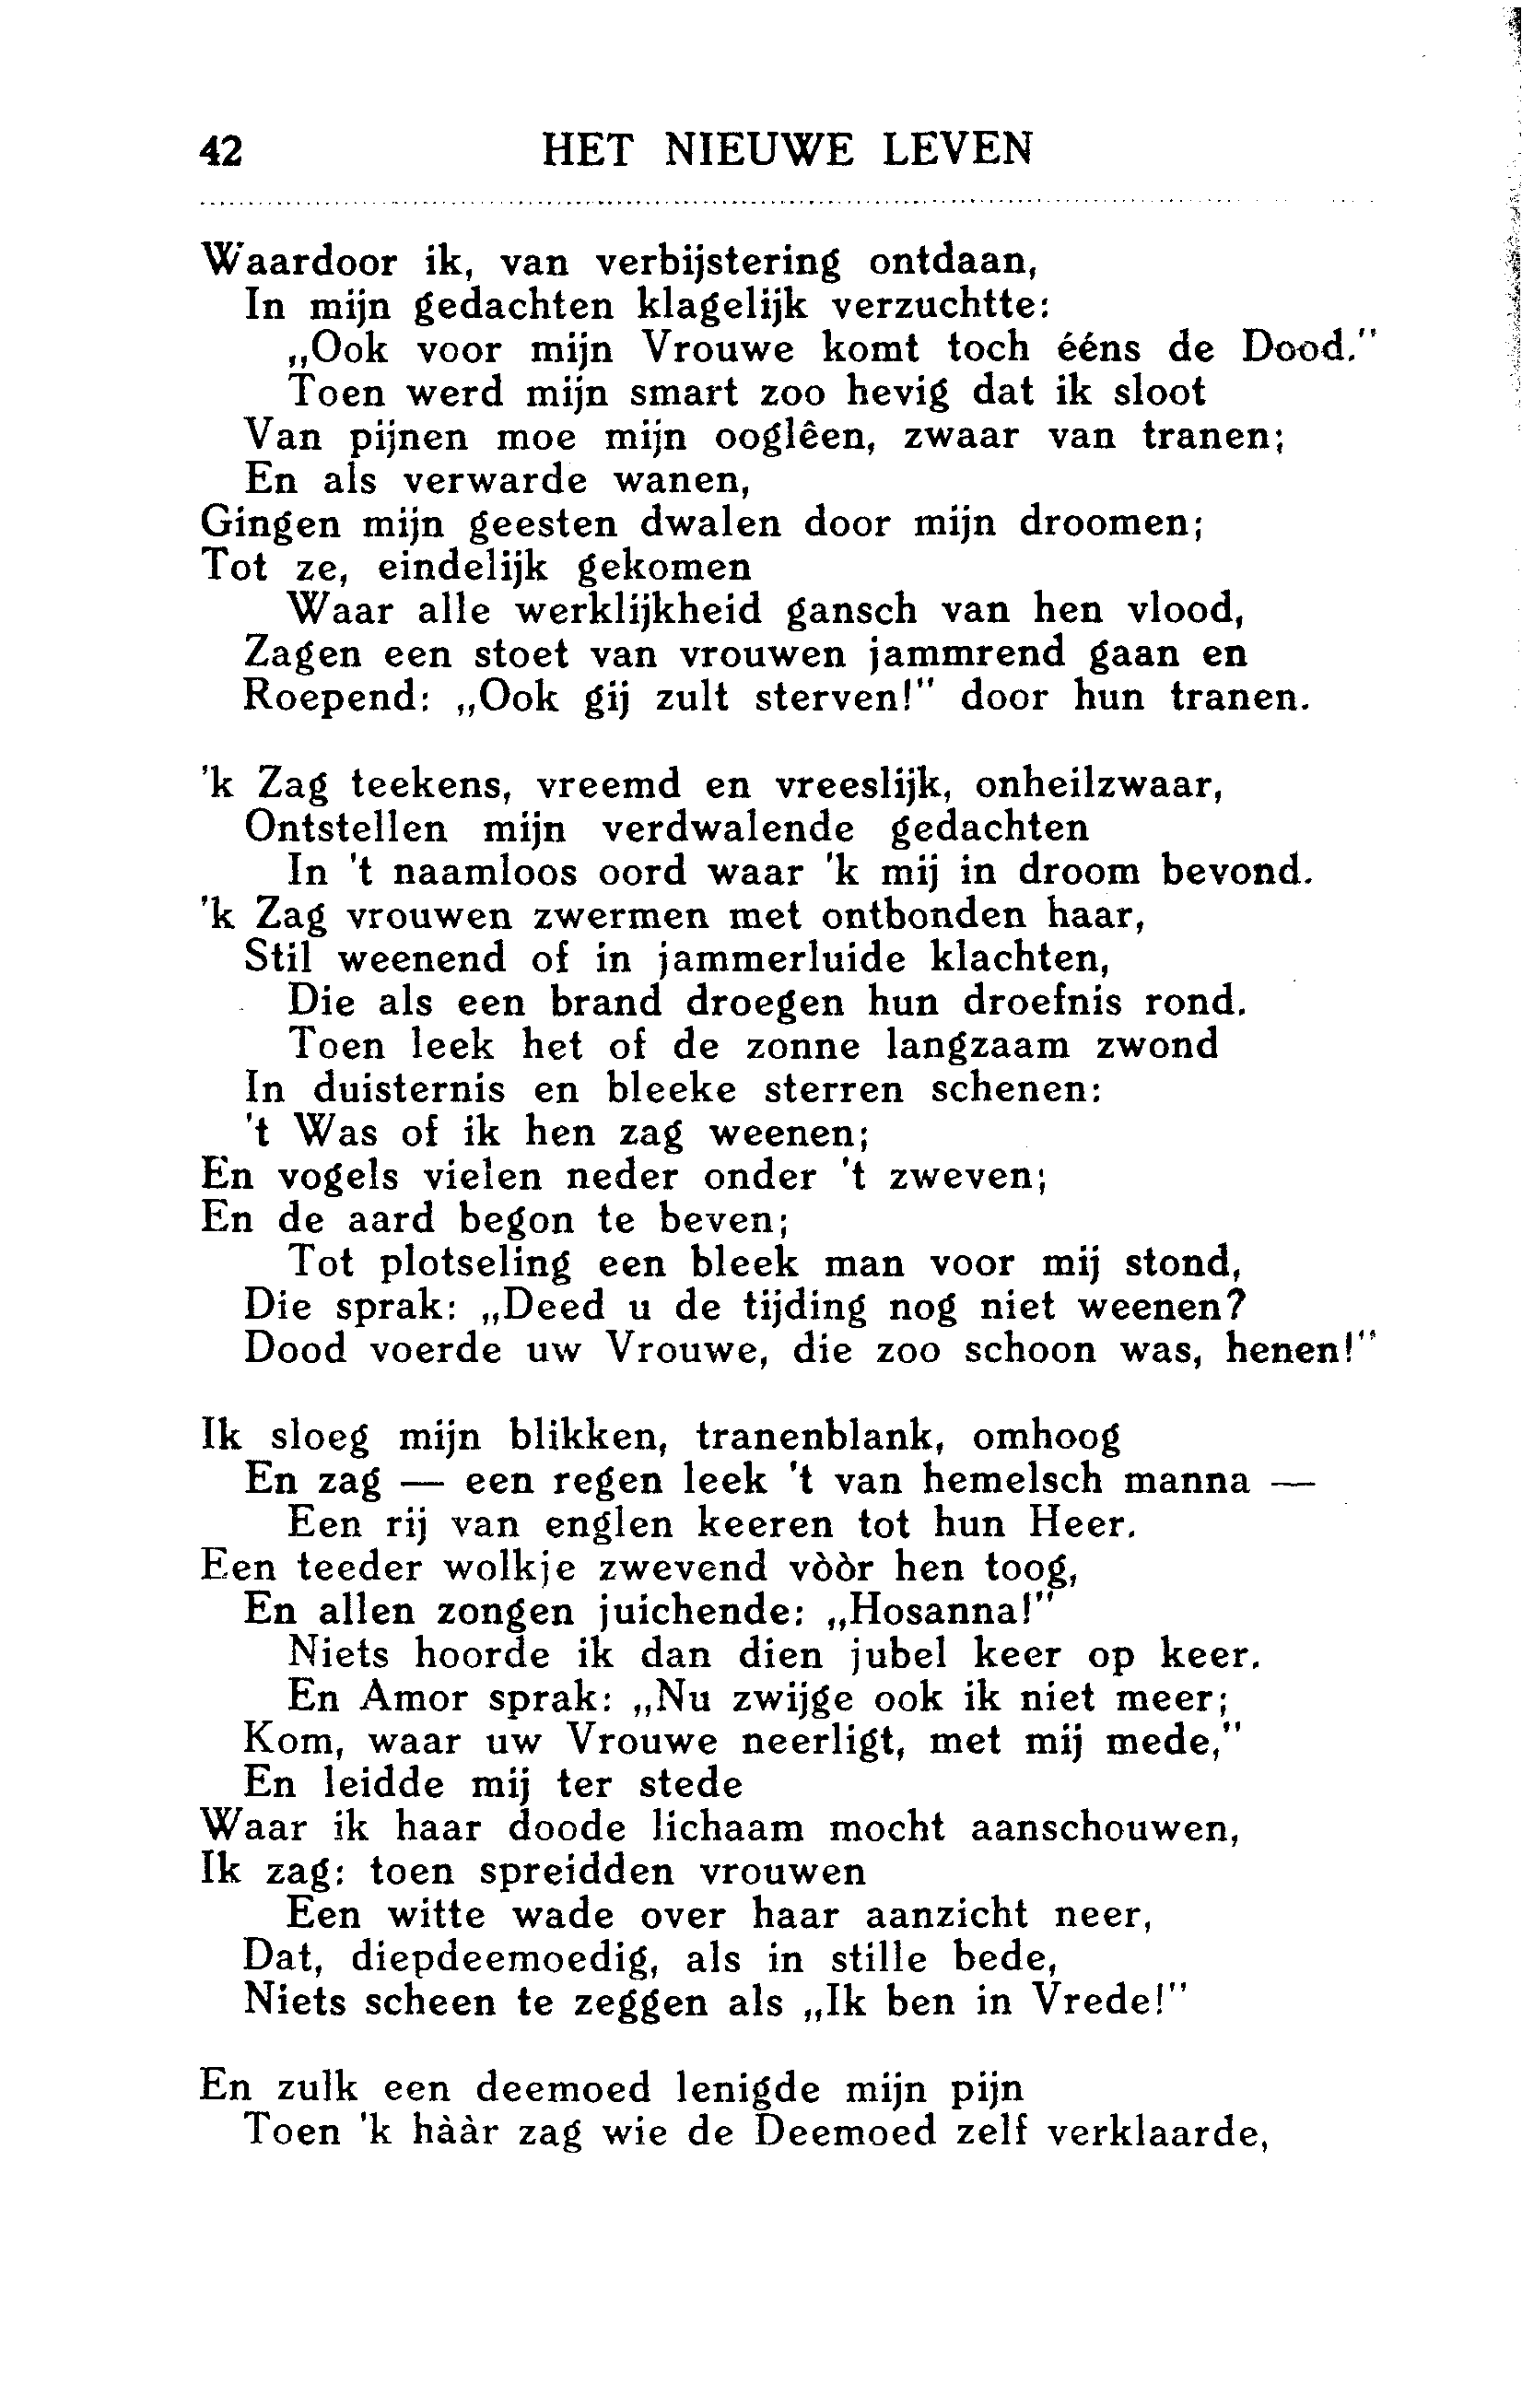 42 HET NIEUWE LEVEN
Waardoor ik, van verbijstering ontdaan,
In mijn gedachten klagelijk verzuchtte:
„Ook voor mijn Vrouwe komt toch ééns de Dood."
Toen werd mijn smart zoo hevig dat ik sloot
Van pijnen moe mijn ooglêen, zwaar van tranen;
En als verwarde wanen,
Gingen mijn geesten dwalen door mijn droomen;
Tot ze, eindelijk gekomen
Waar alle werklijkheid gansch van hen vlood,
Zagen een stoet van vrouwen jammrend gaan en
Roepend: „Ook gij zult sterven!" door hun tranen.
'k Zag teekens, vreemd en vreeslijk, onheilzwaar,
Ontstellen mijn verdwalende gedachten
In 't naamloos oord waar 'k mij in droom bevond.
'k Zag vrouwen zwermen met ontbonden haar,
Stil weenend of in jammerluide klachten,
Die als een brand droegen hun droefnis rond.
Toen leek het of de zonne langzaam zwond
In duisternis en bleeke sterren schenen:
't Was of ik hen zag weenen;
En vogels vielen neder onder 't zweven;
En de aard begon te beven;
Tot plotseling een bleek man voor mij stond,
Die sprak: „Deed u de tijding nog niet weenen?
Dood voerde uw Vrouwe, die zoo schoon was, henen!"
Ik sloeg mijn blikken, tranenblank, omhoog
En zag — een regen leek 't van hemelsch manna —
Een rij van englen keeren tot hun Heer.
Een teeder wolkje zwevend vòòr hen toog,
En allen zongen juichende: „Hosanna!"
Niets hoorde ik dan dien jubel keer op keer.
En Amor sprak: „Nu zwijge ook ik niet meer;
Kom, waar uw Vrouwe neerligt, met mij mede,"
En leidde mij ter stede
Waar ik haar doode lichaam mocht aanschouwen,
Ik zag: toen spreidden vrouwen
Een witte wade over haar aanzicht neer,
Dat, diepdeemoedig, als in stille bede,
Niets scheen te zeggen als „Ik ben in Vrede!"
En zulk een deemoed lenigde mijn pijn
Toen 'k hààr zag wie de Deemoed zelf verklaarde,